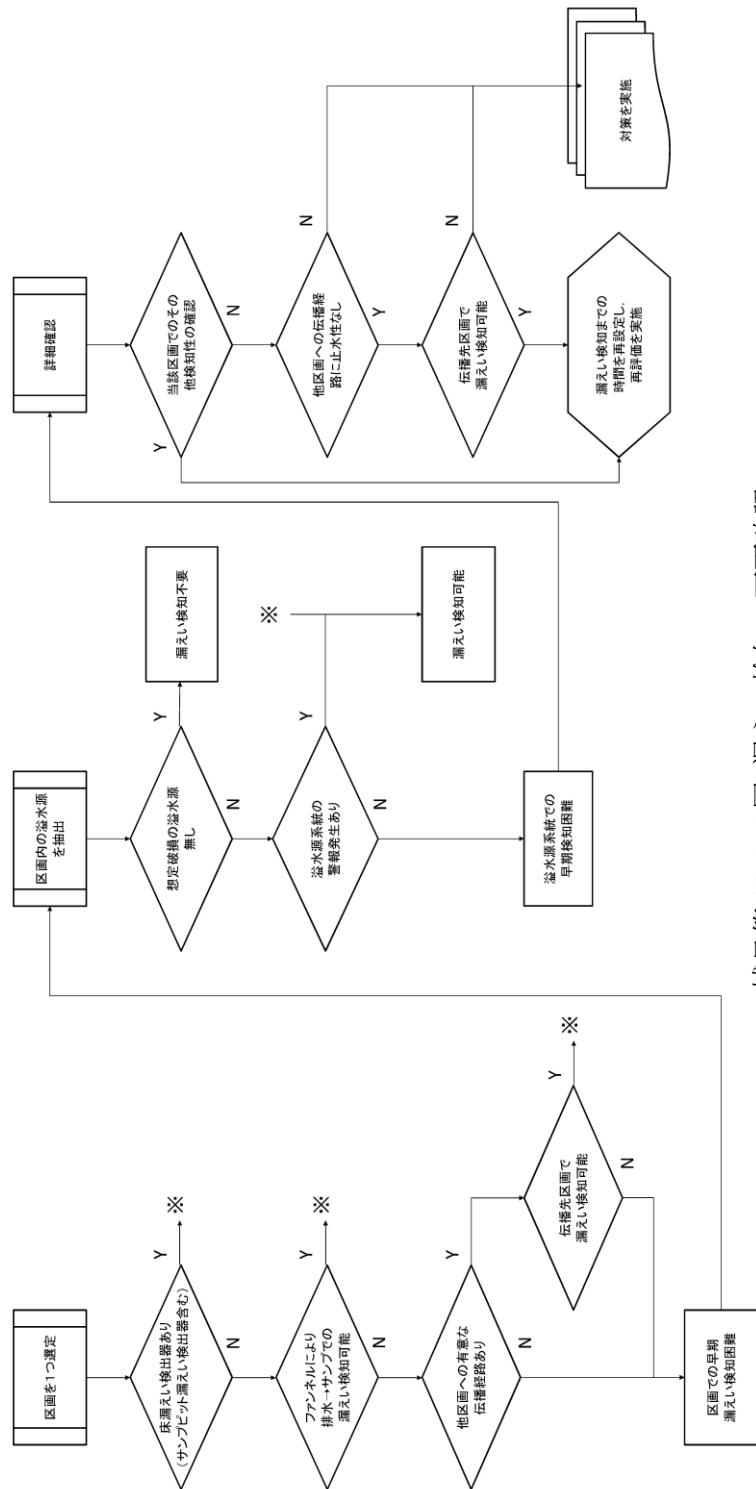 区画を1つ選定
床漏えい検出器あり
(サンプピット漏えい検出器含む)
Y
※
N
ファンネルにより
排水→サンプでの
漏えい検知可能
Y
※
N
他区画への有意な
伝播経路あり
Y
N
伝播先区画で
漏えい検知可能
Y
※
N
区画での早期
漏えい検知困難
区画内の溢水源
を抽出
想定破損の溢水源
無し
Y
漏えい検知不要
N
溢水源系統の
警報発生あり
Y
※
漏えい検知可能
N
溢水源系統での
早期検知困難
詳細確認
当該区画でのその
他検知性の確認
Y
N
他区画への伝播経
路に止水性なし
N
Y
伝播先区画で
漏えい検知可能
N
Y
漏えい検知までの
時間を再設定し,
再評価を実施
対策を実施